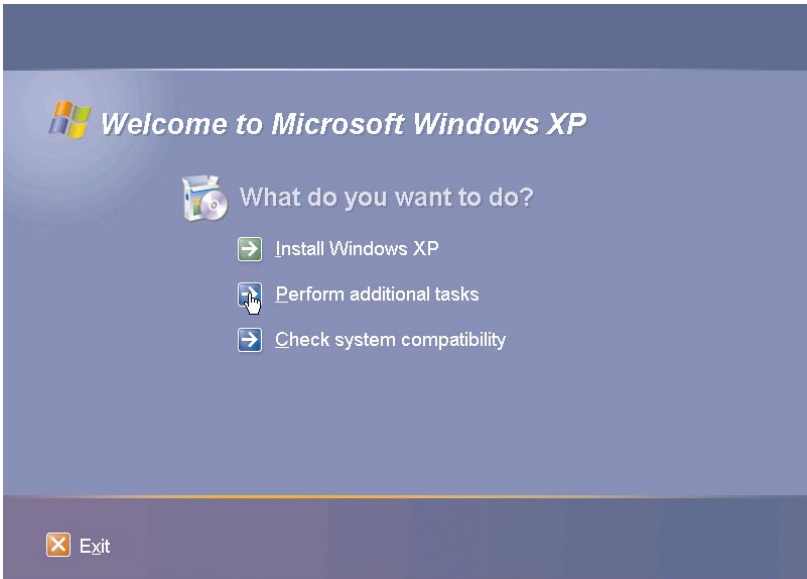 Welcome to Microsoft Windows XP
What do you want to do?
Install Windows XP
Perform additional tasks
Check system compatibility
Exit